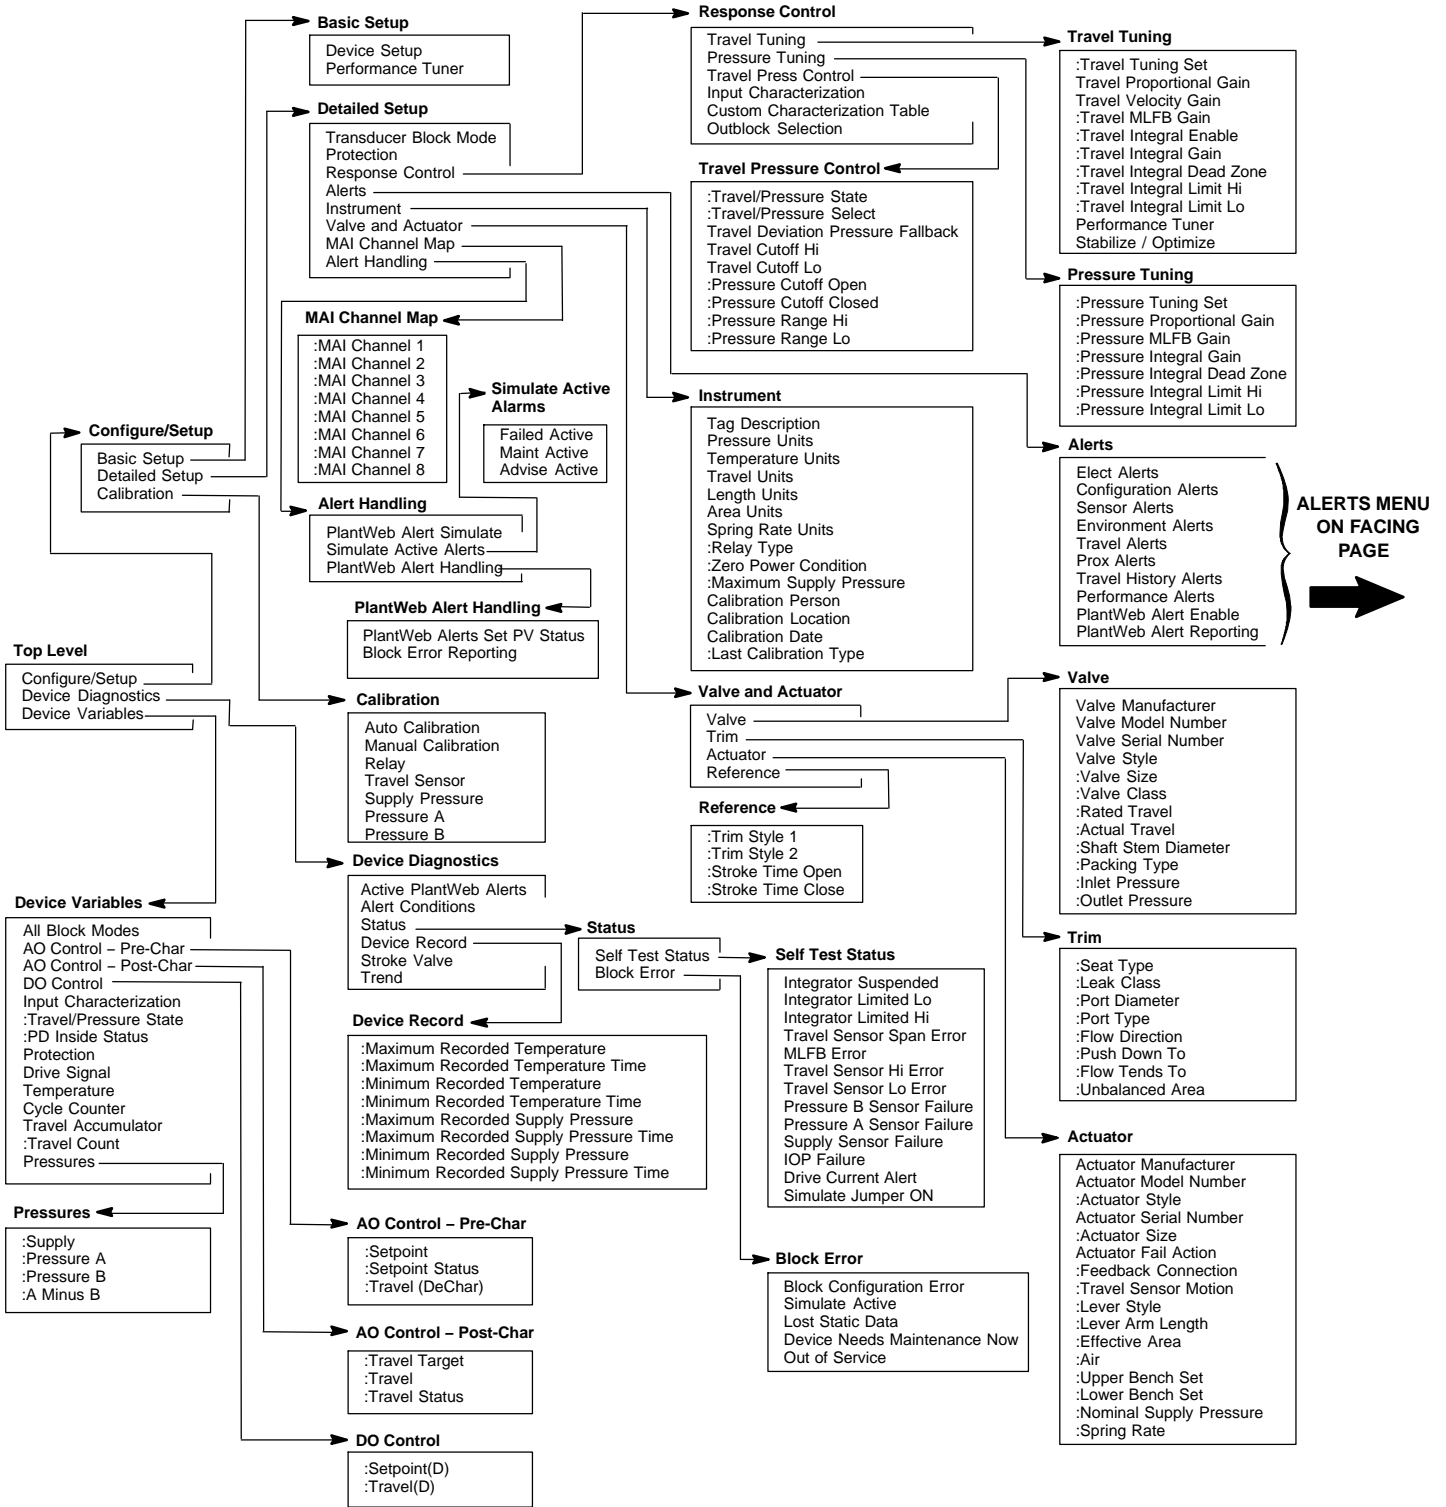 Basic Setup
Device Setup
Performance Tuner
Detailed Setup
Transducer Block Mode
Protection
Response Control
Alerts
Instrument
Valve and Actuator
MAI Channel Map
Alert Handling
MAI Channel Map
:MAI Channel 1
:MAI Channel 2
:MAI Channel 3
:MAI Channel 4
:MAI Channel 5
:MAI Channel 6
:MAI Channel 7
:MAI Channel 8
Simulate Active
Alarms
Failed Active
Maint Active
Advise Active
Configure/Setup
Basic Setup
Detailed Setup
Calibration
Alert Handling
PlantWeb Alert Simulate
Simulate Active Alerts
PlantWeb Alert Handling
PlantWeb Alert Handling
PlantWeb Alerts Set PV Status
Block Error Reporting
Top Level
Configure/Setup
Device Diagnostics
Device Variables
Calibration
Auto Calibration
Manual Calibration
Relay
Travel Sensor
Supply Pressure
Pressure A
Pressure B
Device Diagnostics
Active PlantWeb Alerts
Alert Conditions
Status
Device Record
Stroke Valve
Trend
Device Variables
All Block Modes
AO Control – Pre-Char
AO Control – Post-Char
DO Control
Input Characterization
:Travel/Pressure State
:PD Inside Status
Protection
Drive Signal
Temperature
Cycle Counter
Travel Accumulator
:Travel Count
Pressures
Pressures
:Supply
:Pressure A
:Pressure B
:A Minus B
Device Record
:Maximum Recorded Temperature
:Maximum Recorded Temperature Time
:Minimum Recorded Temperature
:Minimum Recorded Temperature Time
:Maximum Recorded Supply Pressure
:Maximum Recorded Supply Pressure Time
:Minimum Recorded Supply Pressure
:Minimum Recorded Supply Pressure Time
AO Control – Pre-Char
:Setpoint
:Setpoint Status
:Travel (DeChar)
AO Control – Post-Char
:Travel Target
:Travel
:Travel Status
DO Control
:Setpoint(D)
:Travel(D)
Status
Self Test Status
Block Error
Self Test Status
Integrator Suspended
Integrator Limited Lo
Integrator Limited Hi
Travel Sensor Span Error
MLFB Error
Travel Sensor Hi Error
Travel Sensor Lo Error
Pressure B Sensor Failure
Pressure A Sensor Failure
Supply Sensor Failure
IOP Failure
Drive Current Alert
Simulate Jumper ON
Block Error
Block Configuration Error
Simulate Active
Lost Static Data
Device Needs Maintenance Now
Out of Service
Response Control
Travel Tuning
Pressure Tuning
Travel Press Control
Input Characterization
Custom Characterization Table
Outblock Selection
Travel Pressure Control
:Travel/Pressure State
:Travel/Pressure Select
Travel Deviation Pressure Fallback
Travel Cutoff Hi
Travel Cutoff Lo
:Pressure Cutoff Open
:Pressure Cutoff Closed
:Pressure Range Hi
:Pressure Range Lo
Instrument
Tag Description
Pressure Units
Temperature Units
Travel Units
Length Units
Area Units
Spring Rate Units
:Relay Type
:Zero Power Condition
:Maximum Supply Pressure
Calibration Person
Calibration Location
Calibration Date
:Last Calibration Type
Valve and Actuator
Valve
Trim
Actuator
Reference
Reference
:Trim Style 1
:Trim Style 2
:Stroke Time Open
:Stroke Time Close
Travel Tuning
:Travel Tuning Set
Travel Proportional Gain
Travel Velocity Gain
:Travel MLFB Gain
:Travel Integral Enable
:Travel Integral Gain
:Travel Integral Dead Zone
:Travel Integral Limit Hi
:Travel Integral Limit Lo
Performance Tuner
Stabilize / Optimize
Pressure Tuning
:Pressure Tuning Set
:Pressure Proportional Gain
:Pressure MLFB Gain
:Pressure Integral Gain
:Pressure Integral Dead Zone
:Pressure Integral Limit Hi
:Pressure Integral Limit Lo
Alerts
Elect Alerts
Configuration Alerts
Sensor Alerts
Environment Alerts
Travel Alerts
Prox Alerts
Travel History Alerts
Performance Alerts
PlantWeb Alert Enable
PlantWeb Alert Reporting
ALERTS MENU
ON FACING
PAGE
Valve
Valve Manufacturer
Valve Model Number
Valve Serial Number
Valve Style
:Valve Size
:Valve Class
:Rated Travel
:Actual Travel
:Shaft Stem Diameter
:Packing Type
:Inlet Pressure
:Outlet Pressure
Trim
:Seat Type
:Leak Class
:Port Diameter
:Port Type
:Flow Direction
:Push Down To
:Flow Tends To
:Unbalanced Area
Actuator
Actuator Manufacturer
Actuator Model Number
:Actuator Style
Actuator Serial Number
:Actuator Size
Actuator Fail Action
:Feedback Connection
:Travel Sensor Motion
:Lever Style
:Lever Arm Length
:Effective Area
:Air
:Upper Bench Set
:Lower Bench Set
:Nominal Supply Pressure
:Spring Rate